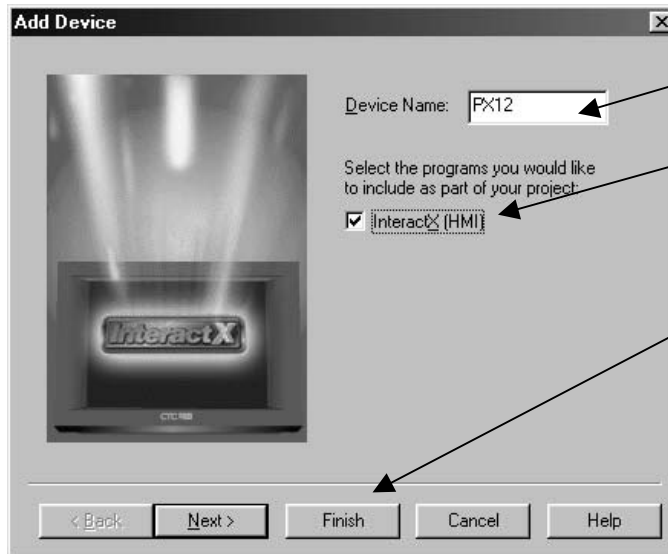 Add Device
Device Name: PX12
Select the programs you would like
to include as part of your project:
InteractX (HMI)
InteractX
CTC
< Back Next > Finish Cancel Help